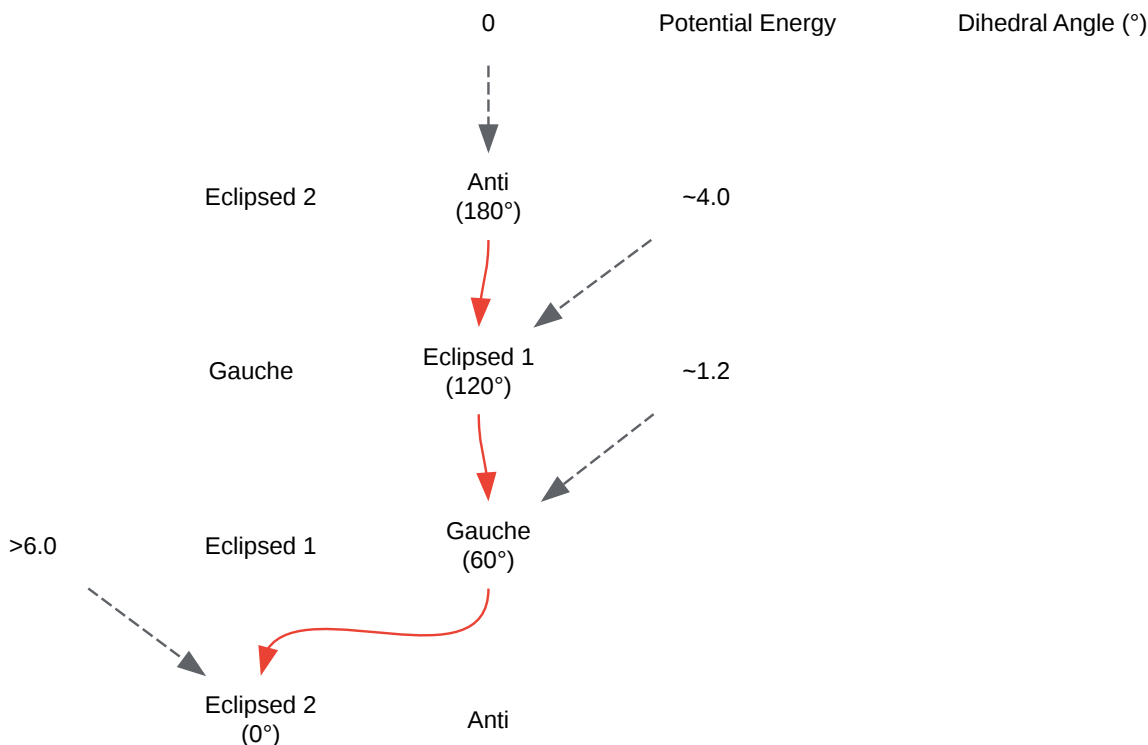 0
Potential Energy
Dihedral Angle (°)
Eclipsed 2
Anti
(180°)
~4.0
Gauche
Eclipsed 1
(120°)
~1.2
>6.0
Eclipsed 1
Gauche
(60°)
Eclipsed 2
(0°)
Anti